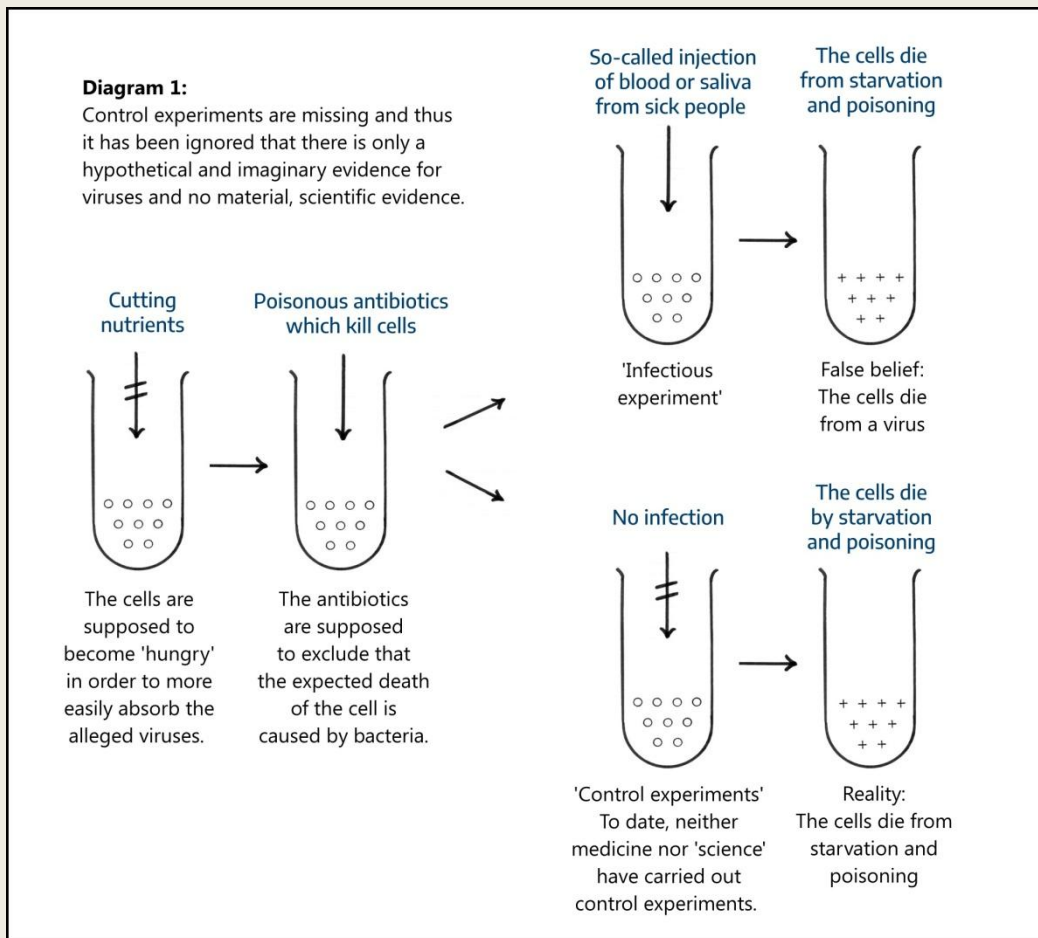 Diagram 1:
Control experiments are missing and thus
it has been ignored that there is only a
hypothetical and imaginary evidence for
viruses and no material, scientific evidence.
So-called injection
of blood or saliva
from sick people
The cells die
from starvation
and poisoning
'Infectious
experiment'
False belief:
The cells die
from a virus
Cutting
nutrients
Poisonous antibiotics
which kill cells
The cells are
supposed to
become 'hungry'
in order to more
easily absorb the
alleged viruses.
The antibiotics
are supposed
to exclude that
the expected death
of the cell is
caused by bacteria.
No infection
The cells die
by starvation
and poisoning
'Control experiments'
To date, neither
medicine nor 'science'
have carried out
control experiments.
Reality:
The cells die from
starvation and
poisoning